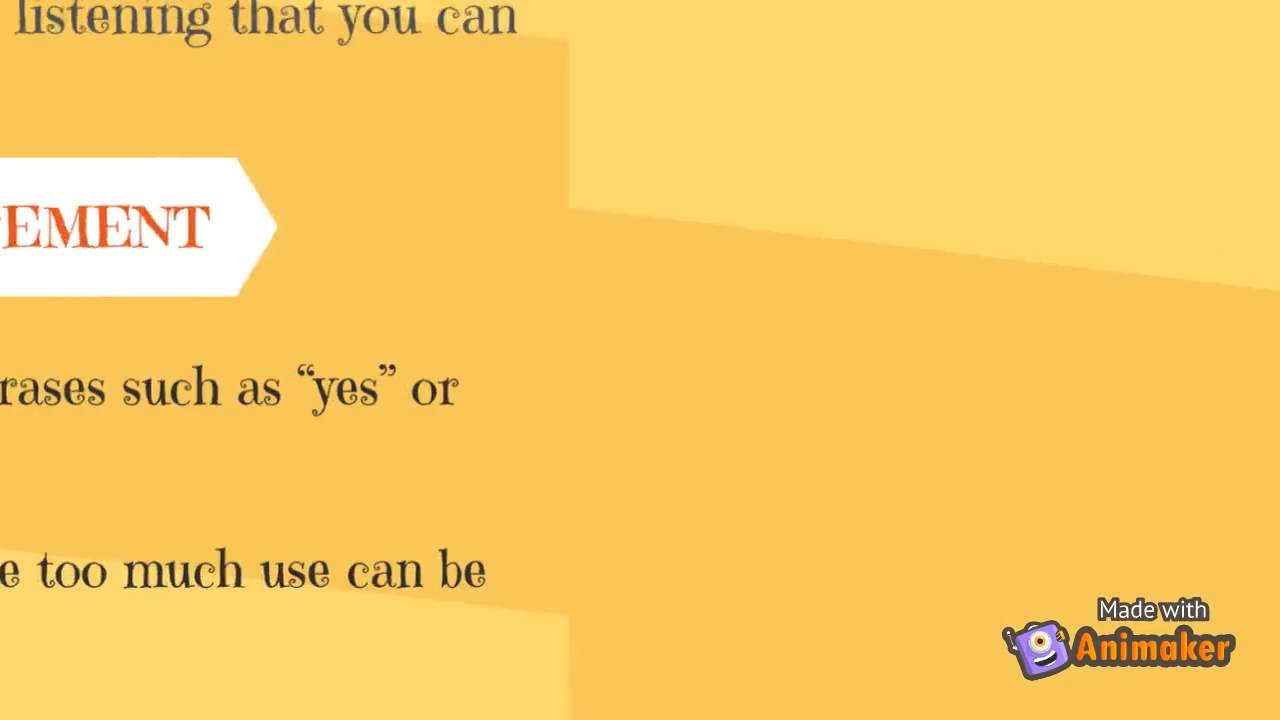 listening that you can
EMENT
rases such as “yes” or
e too much use can be
Made with
Animaker